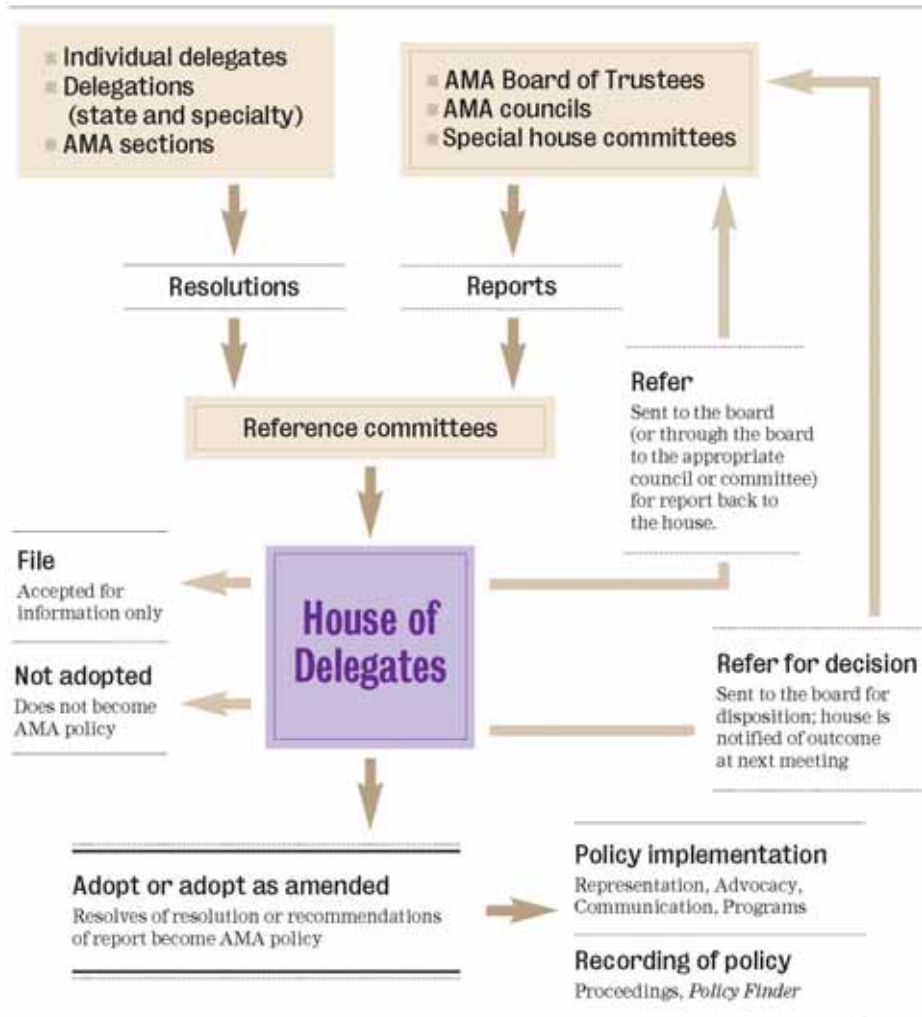 Individual delegates
Delegations
(state and specialty)
AMA sections
AMA Board of Trustees
AMA councils
Special house committees
Resolutions
Reports
Reference committees
Refer
Sent to the board
(or through the board
to the appropriate
council or committee)
for report back to
the house.
File
Accepted for
information only
House of
Delegates
Not adopted
Does not become
AMA policy
Refer for decision
Sent to the board for
disposition; house is
notified of outcome
at next meeting
Adopt or adopt as amended
Resolves of resolution or recommendations
of report become AMA policy
Policy implementation
Representation, Advocacy,
Communication, Programs
Recording of policy
Proceedings, Policy Finder